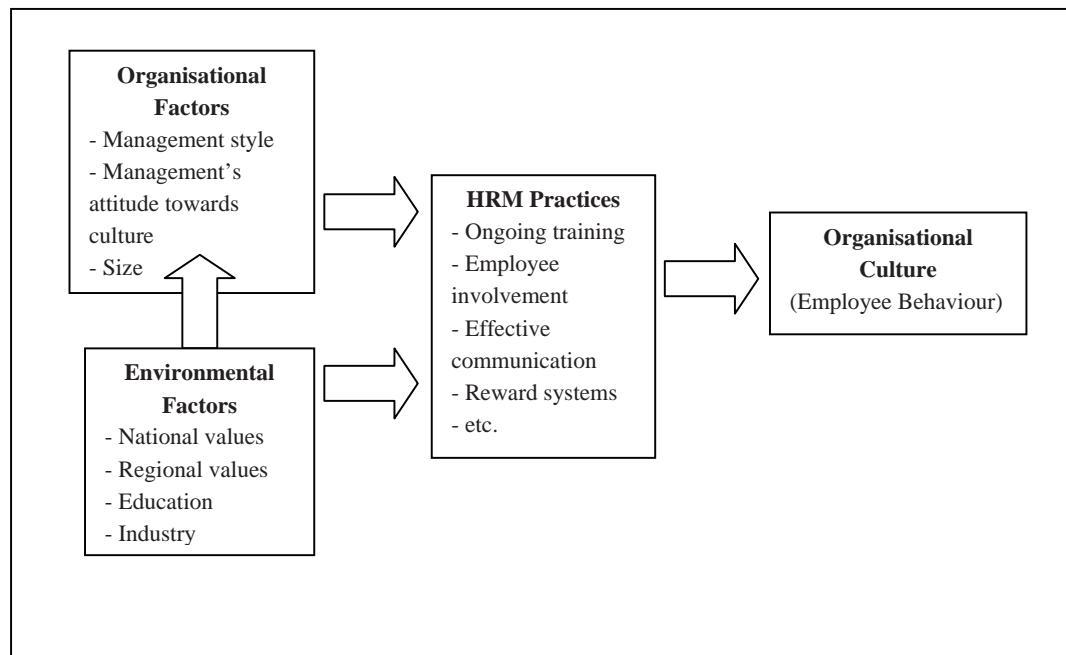 Organisational
Factors
- Management style
- Management’s
attitude towards
culture
- Size
Environmental
Factors
- National values
- Regional values
- Education
- Industry
HRM Practices
- Ongoing training
- Employee
involvement
- Effective
communication
- Reward systems
- etc.
Organisational
Culture
(Employee Behaviour)